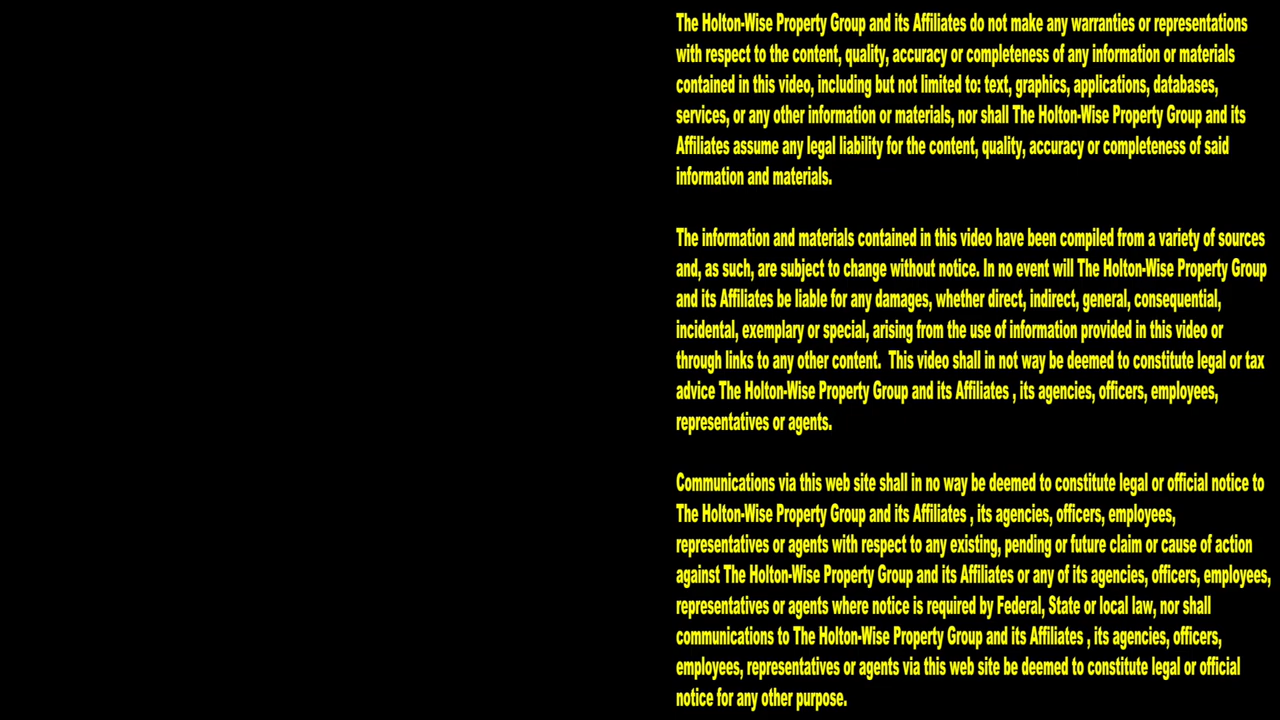 The Holton-Wise Property Group and its Affiliates do not make any warranties or representations
with respect to the content, quality, accuracy or completeness of any information or materials
contained in this video, including but not limited to: text, graphics, applications, databases,
services, or any other information or materials, nor shall The Holton-Wise Property Group and its
Affiliates assume any legal liability for the content, quality, accuracy or completeness of said
information and materials.
The information and materials contained in this video have been compiled from a variety of sources
and, as such, are subject to change without notice. In no event will The Holton-Wise Property Group
and its Affiliates be liable for any damages, whether direct, indirect, general, consequential,
incidental, exemplary or special, arising from the use of information provided in this video or
through links to any other content.  This video shall in not way be deemed to constitute legal or tax
advice The Holton-Wise Property Group and its Affiliates , its agencies, officers, employees,
representatives or agents.
Communications via this web site shall in no way be deemed to constitute legal or official notice to
The Holton-Wise Property Group and its Affiliates , its agencies, officers, employees,
representatives or agents with respect to any existing, pending or future claim or cause of action
against The Holton-Wise Property Group and its Affiliates or any of its agencies, officers, employees,
representatives or agents where notice is required by Federal, State or local law, nor shall
communications to The Holton-Wise Property Group and its Affiliates , its agencies, officers,
employees, representatives or agents via this web site be deemed to constitute legal or official
notice for any other purpose.